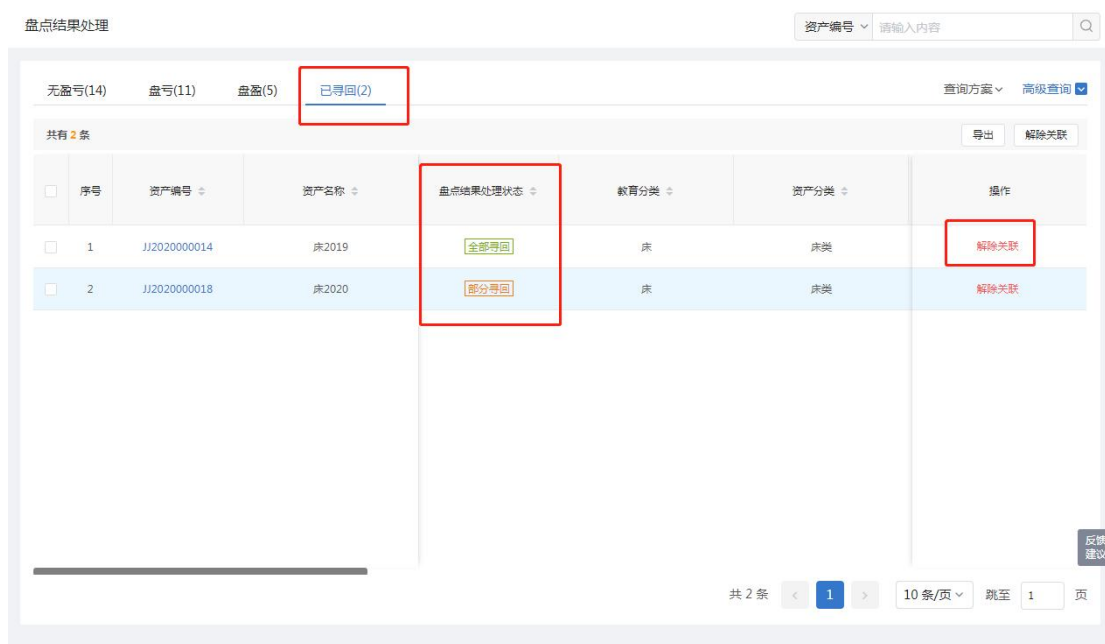 盘点结果处理
资产编号 请输入内容
无盈亏(14) 盘亏(11) 盘盈(5) 已寻回(2) 查询方案 高级查询
共有 2 条 导出 解除关联
序号 资产编号 资产名称 盘点结果处理状态 教育分类 资产分类 操作
1 JJ2020000014 床2019 全部寻回 床 床类 解除关联
2 JJ2020000018 床2020 部分寻回 床 床类 解除关联
反馈
建议
共 2 条 < 1 > 10 条/页 跳至 1 页